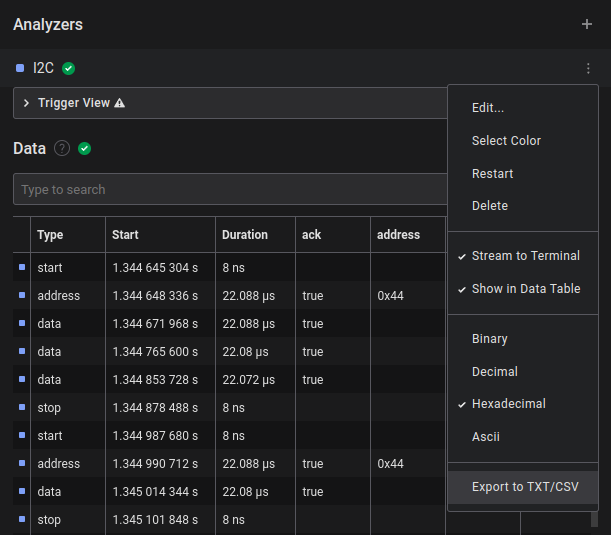 Analyzers +
I2C
Trigger View
Data ?
Type to search
Type Start Duration ack address
start 1.344 645 304 s 8 ns
address 1.344 648 336 s 22.088 µs true 0x44
data 1.344 671 968 s 22.088 µs true
data 1.344 765 600 s 22.08 µs true
data 1.344 853 728 s 22.072 µs true
stop 1.344 878 488 s 8 ns
start 1.344 987 680 s 8 ns
address 1.344 990 712 s 22.088 µs true 0x44
data 1.345 014 344 s 22.08 µs true
stop 1.345 101 848 s 8 ns
Edit...
Select Color
Restart
Delete
Stream to Terminal
Show in Data Table
Binary
Decimal
Hexadecimal
Ascii
Export to TXT/CSV